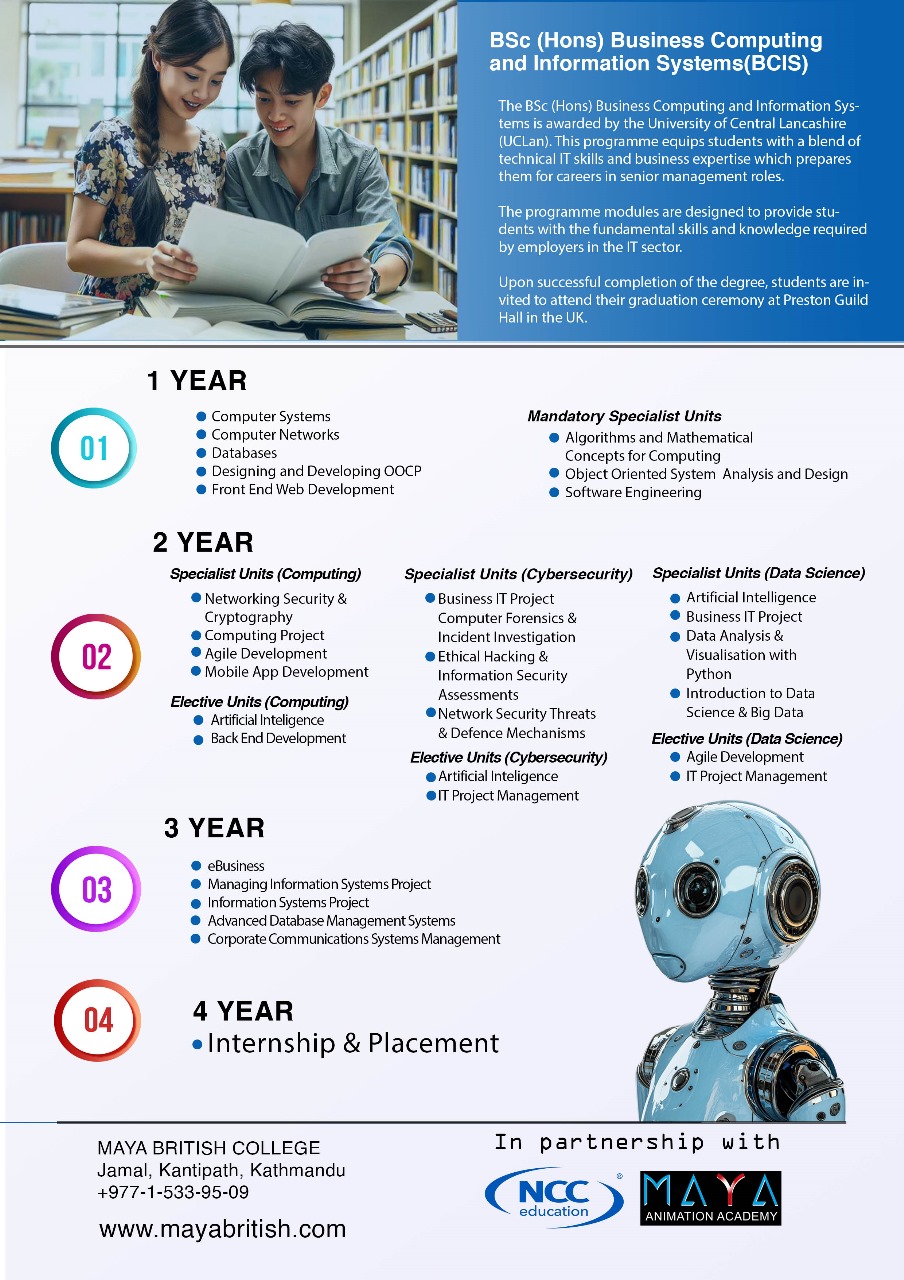 BSc (Hons) Business Computing
and Information Systems(BCIS)
The BSc (Hons) Business Computing and Information Sys-
tems is awarded by the University of Central Lancashire
(UCLan). This programme equips students with a blend of
technical IT skills and business expertise which prepares
them for careers in senior management roles.
The programme modules are designed to provide stu-
dents with the fundamental skills and knowledge required
by employers in the IT sector.
Upon successful completion of the degree, students are in-
vited to attend their graduation ceremony at Preston Guild
Hall in the UK.
1 YEAR
01
Computer Systems
Computer Networks
Databases
Designing and Developing OOCP
Front End Web Development
Mandatory Specialist Units
Algorithms and Mathematical
Concepts for Computing
Object Oriented System Analysis and Design
Software Engineering
2 YEAR
02
Specialist Units (Computing)
Networking Security &
Cryptography
Computing Project
Agile Development
Mobile App Development
Elective Units (Computing)
Artificial Inteligence
Back End Development
Specialist Units (Cybersecurity)
Business IT Project
Computer Forensics &
Incident Investigation
Ethical Hacking &
Information Security
Assessments
Network Security Threats
& Defence Mechanisms
Elective Units (Cybersecurity)
Artificial Inteligence
IT Project Management
Specialist Units (Data Science)
Artificial Intelligence
Business IT Project
Data Analysis &
Visualisation with
Python
Introduction to Data
Science & Big Data
Elective Units (Data Science)
Agile Development
IT Project Management
3 YEAR
03
eBusiness
Managing Information Systems Project
Information Systems Project
Advanced Database Management Systems
Corporate Communications Systems Management
04
4 YEAR
Internship & Placement
MAYA BRITISH COLLEGE
Jamal, Kantipath, Kathmandu
+977-1-533-95-09
www.mayabritish.com
In partnership with
NCC ®
education
MAYA
ANIMATION ACADEMY